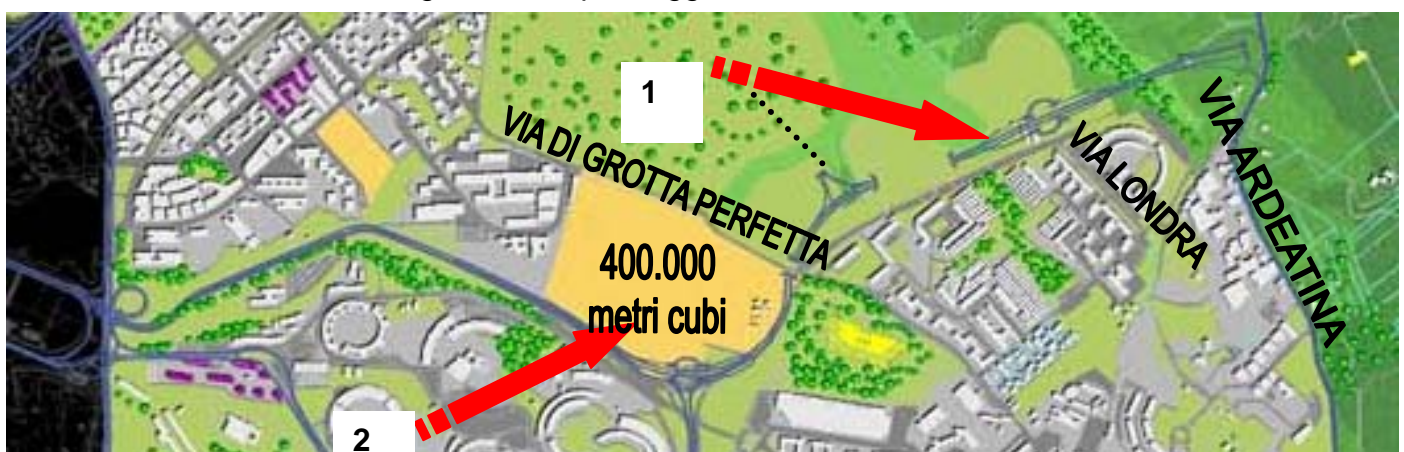 1
VIA DI GROTTA PERFETTA
VIA LONDRA
VIA ARDEATINA
400.000
metri cubi
2